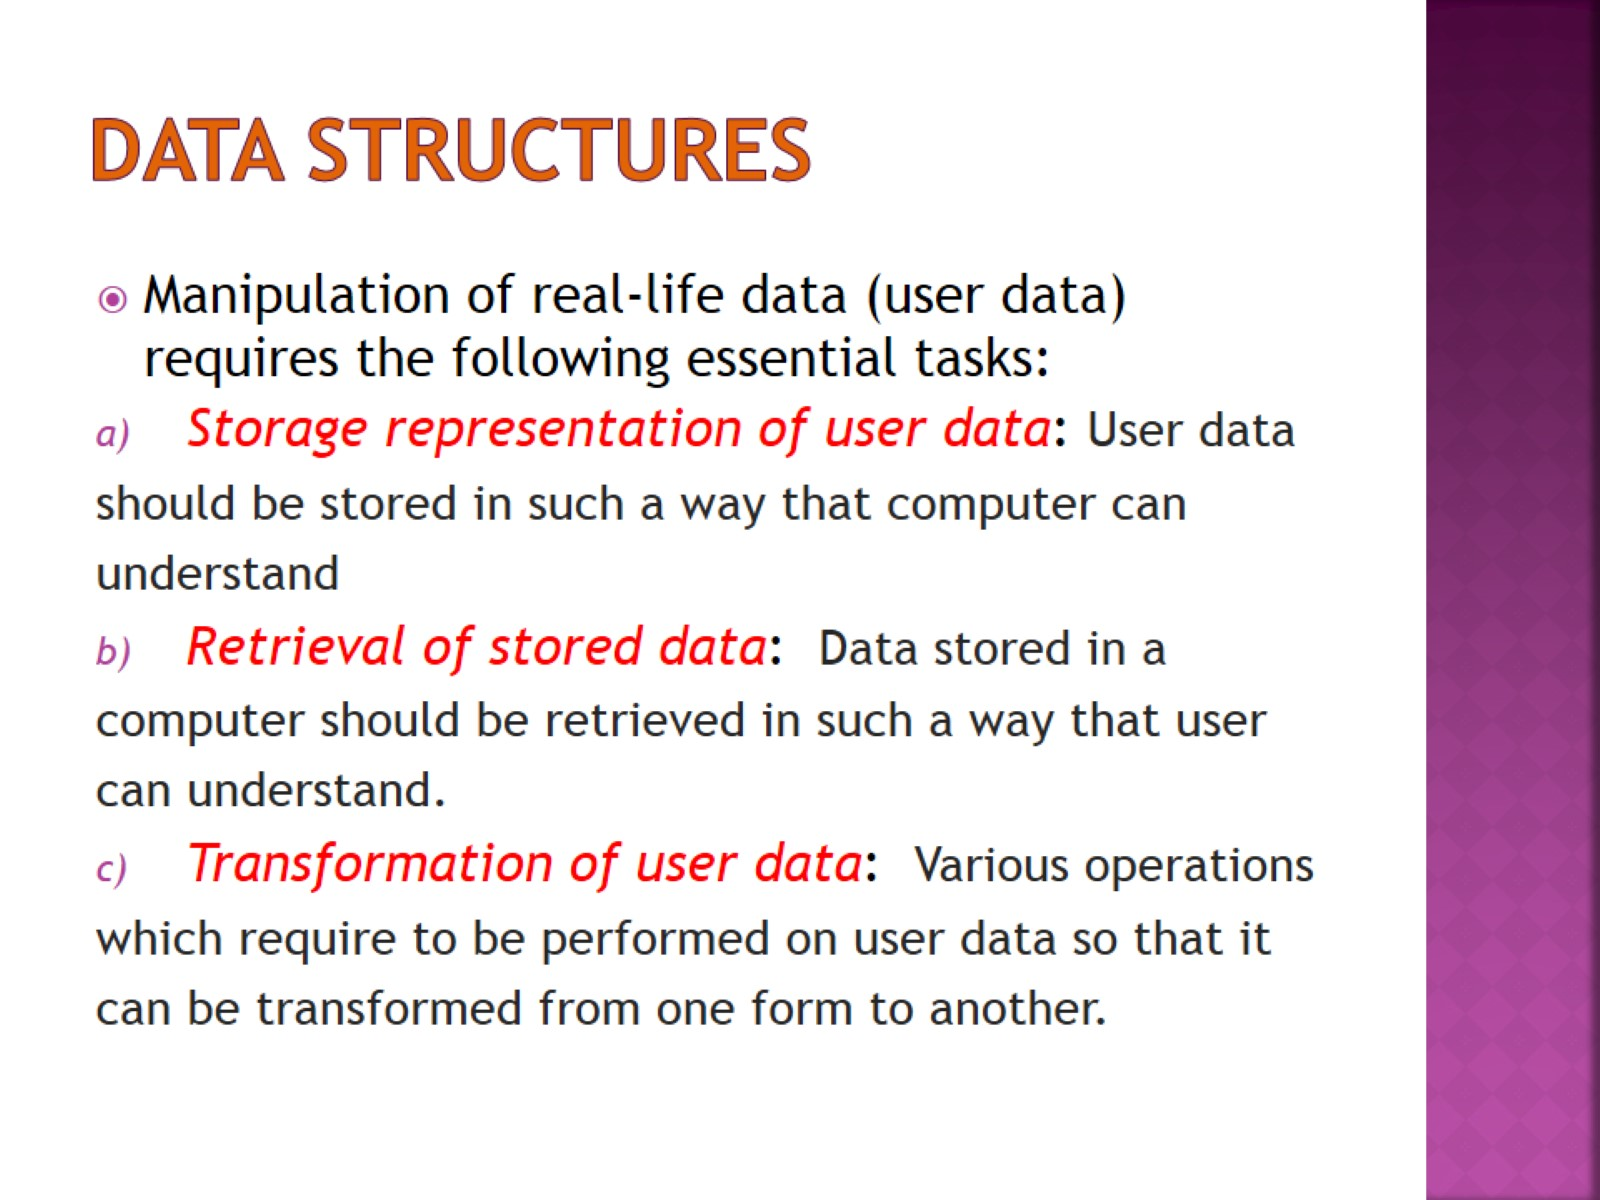 DATA STRUCTURES
Manipulation of real-life data (user data)
requires the following essential tasks:
a) Storage representation of user data: User data
should be stored in such a way that computer can
understand
b) Retrieval of stored data: Data stored in a
computer should be retrieved in such a way that user
can understand.
c) Transformation of user data: Various operations
which require to be performed on user data so that it
can be transformed from one form to another.